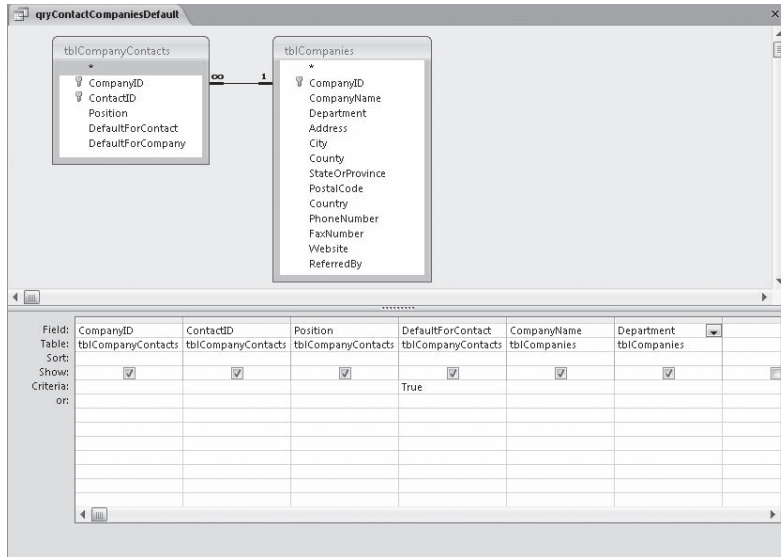 qryContactCompaniesDefault
tblCompanyContacts
*
CompanyID
ContactID
Position
DefaultForContact
DefaultForCompany
∞ 1
tblCompanies
*
CompanyID
CompanyName
Department
Address
City
County
StateOrProvince
PostalCode
Country
PhoneNumber
FaxNumber
Website
ReferredBy
Field: CompanyID ContactID Position DefaultForContact CompanyName Department
Table: tblCompanyContacts tblCompanyContacts tblCompanyContacts tblCompanyContacts tblCompanies tblCompanies
Sort:
Show:
Criteria: True
or: